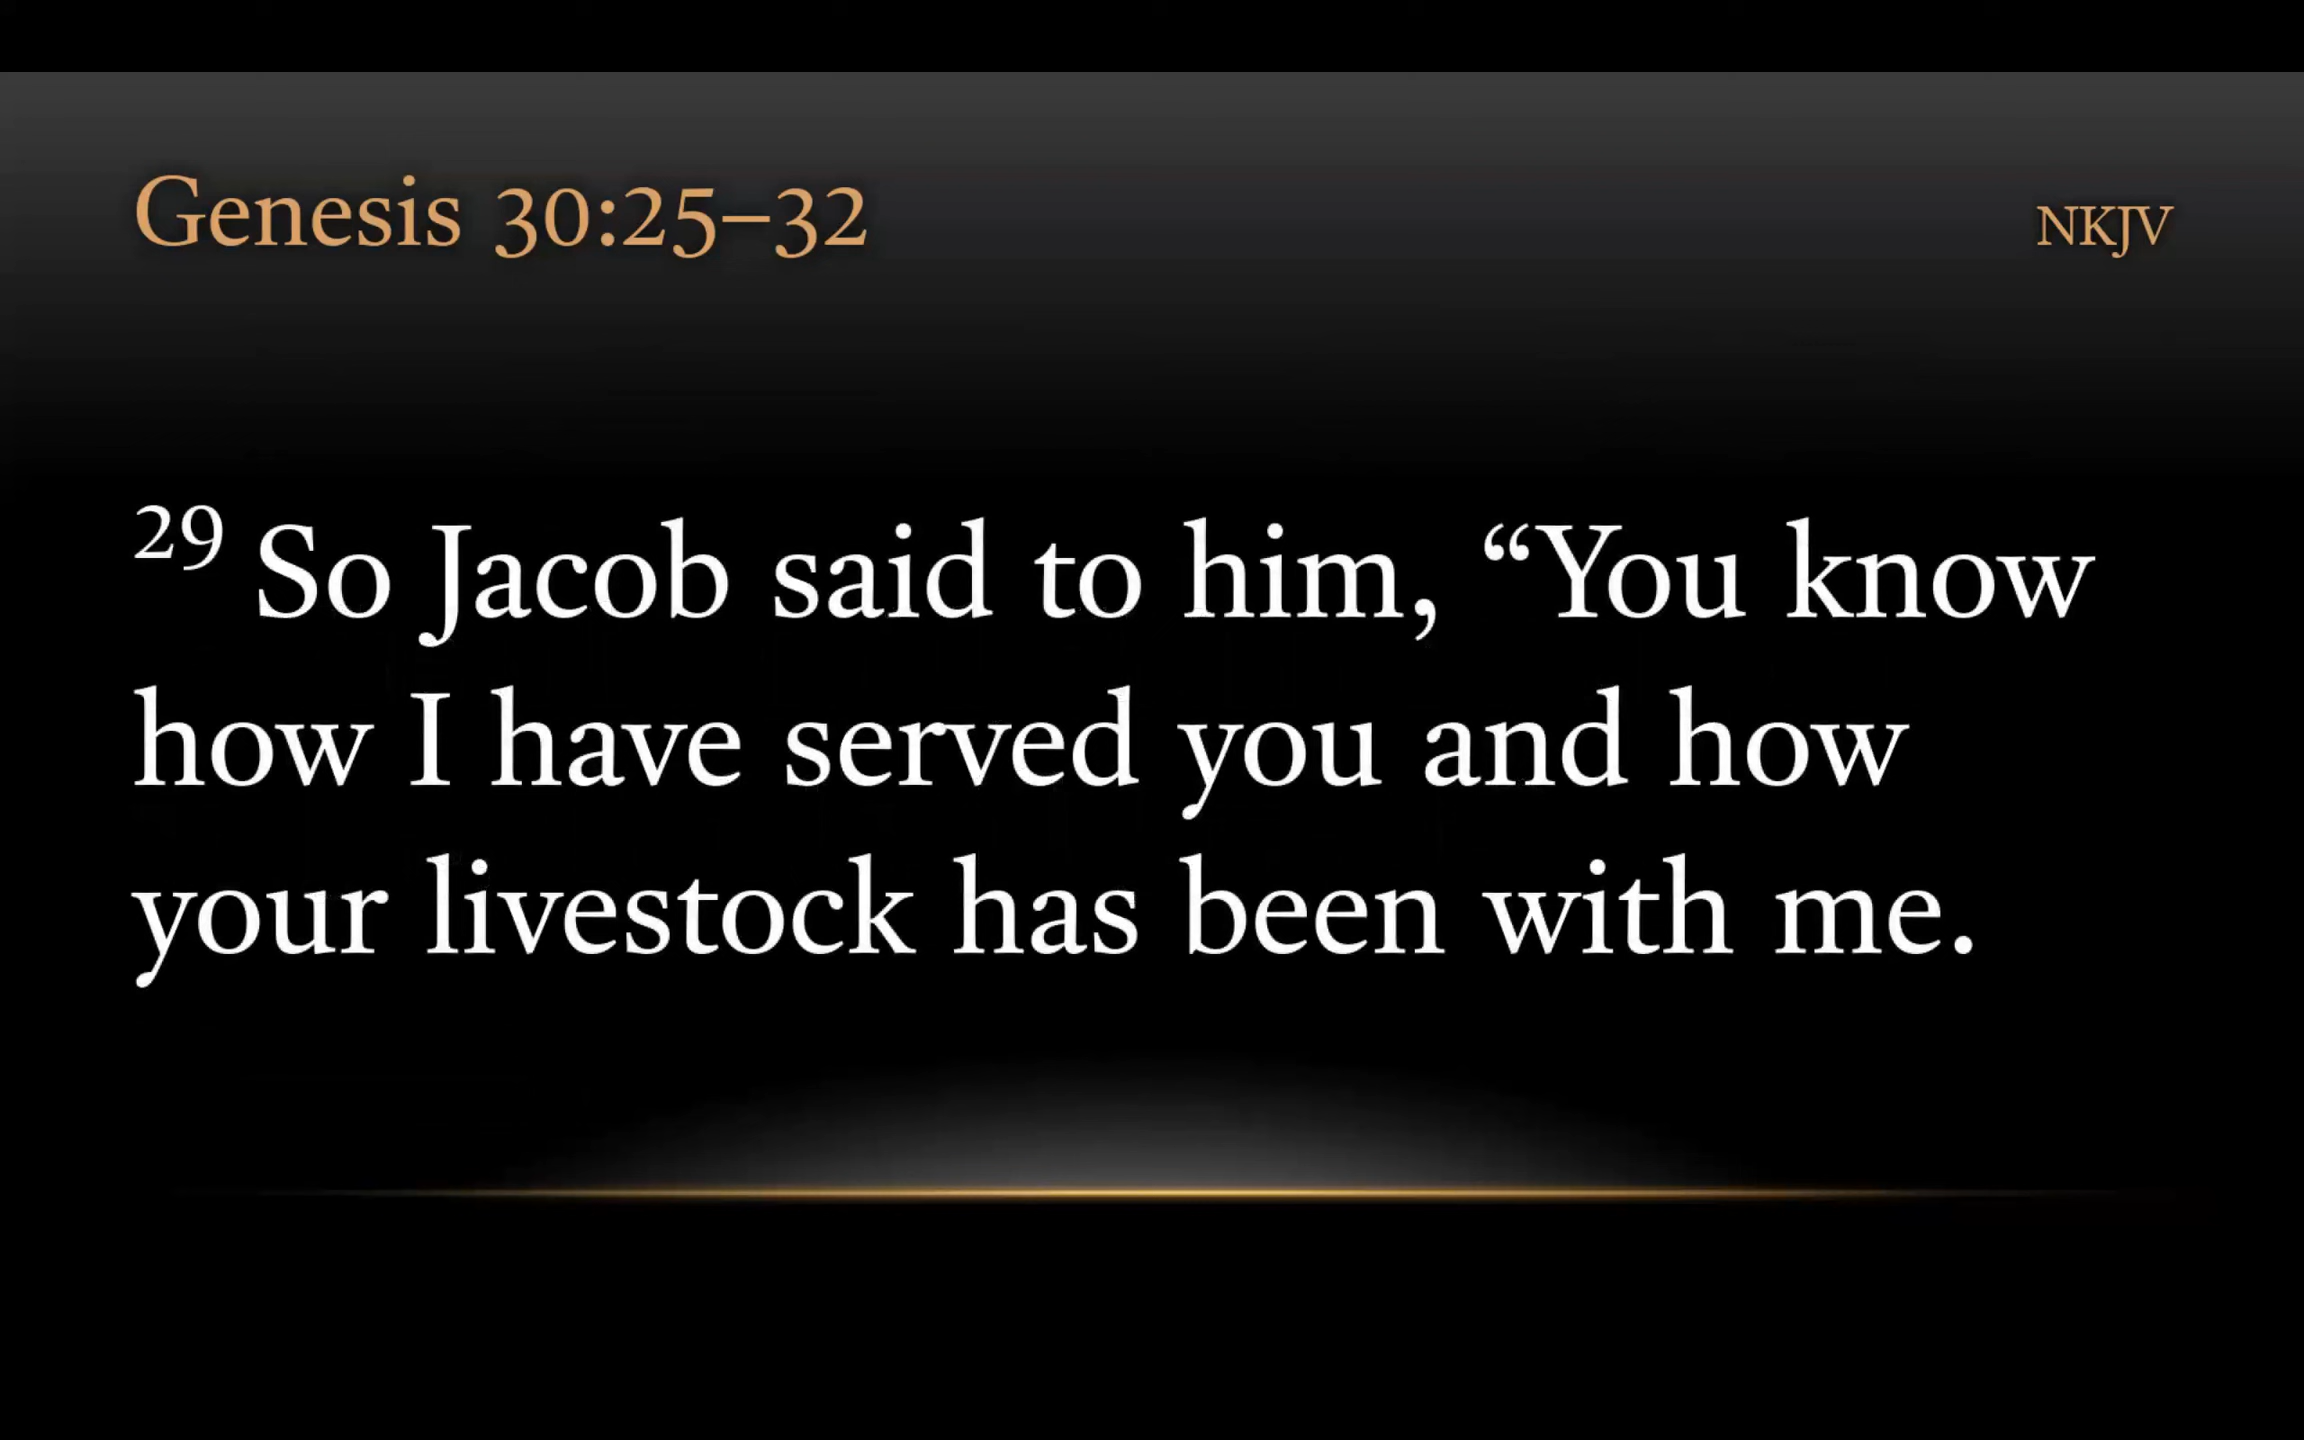 Genesis 30:25–32
NKJV
29 So Jacob said to him, “You know
how I have served you and how
your livestock has been with me.